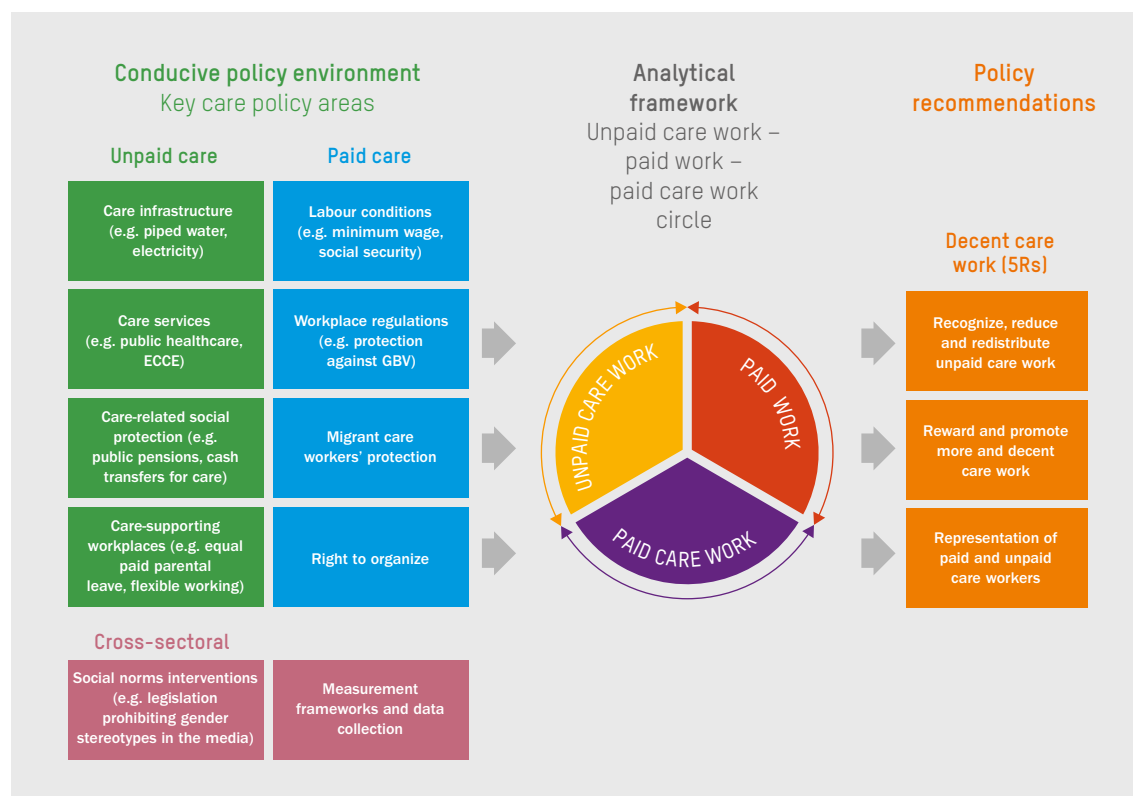 Conducive policy environment
Key care policy areas
Unpaid care
Care infrastructure
(e.g. piped water,
electricity)
Care services
(e.g. public healthcare,
ECCE)
Care-related social
protection (e.g.
public pensions, cash
transfers for care)
Care-supporting
workplaces (e.g. equal
paid parental
leave, flexible working)
Paid care
Labour conditions
(e.g. minimum wage,
social security)
Workplace regulations
(e.g. protection
against GBV)
Migrant care
workers’ protection
Right to organize
Cross-sectoral
Social norms interventions
(e.g. legislation
prohibiting gender
stereotypes in the media)
Measurement
frameworks and data
collection
Analytical
framework
Unpaid care work –
paid work –
paid care work
circle
UNPAID CARE WORK
PAID WORK
PAID CARE WORK
Policy
recommendations
Decent care
work (5Rs)
Recognize, reduce
and redistribute
unpaid care work
Reward and promote
more and decent
care work
Representation of
paid and unpaid
care workers